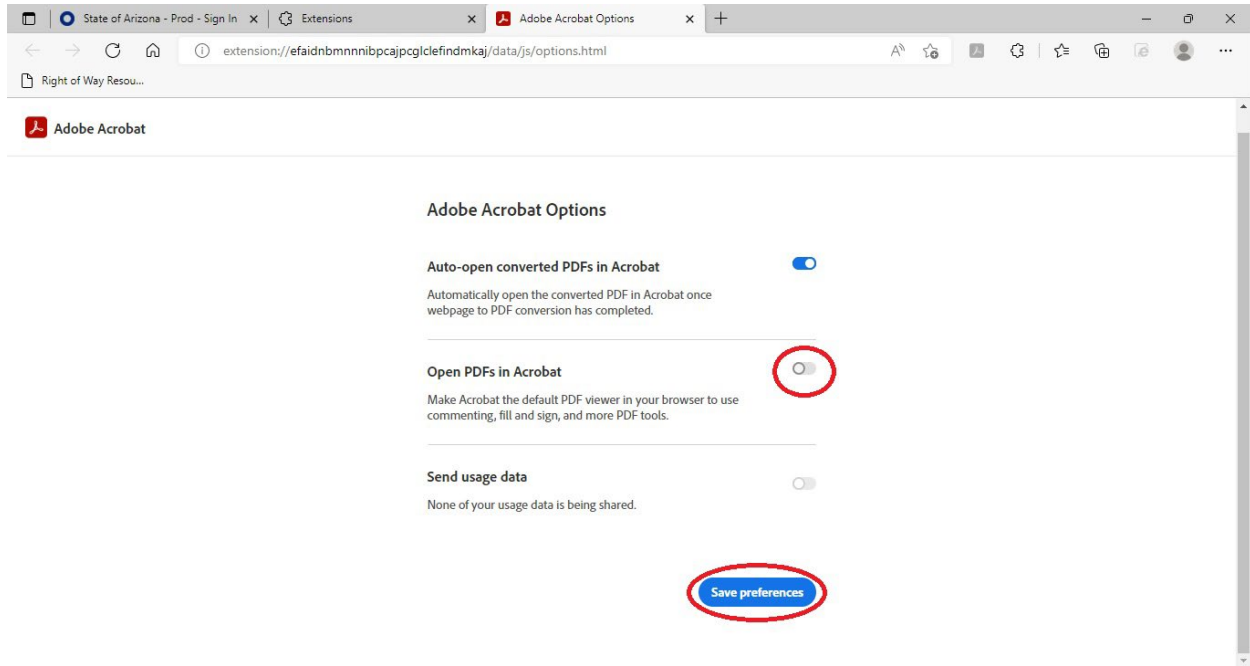 State of Arizona - Prod - Sign In
Extensions
Adobe Acrobat Options
extension://efaidnbmnnnibpcajpcglclefindmkaj/data/js/options.html
Right of Way Resou...
Adobe Acrobat
Adobe Acrobat Options
Auto-open converted PDFs in Acrobat
Automatically open the converted PDF in Acrobat once
webpage to PDF conversion has completed.
Open PDFs in Acrobat
Make Acrobat the default PDF viewer in your browser to use
commenting, fill and sign, and more PDF tools.
Send usage data
None of your usage data is being shared.
Save preferences